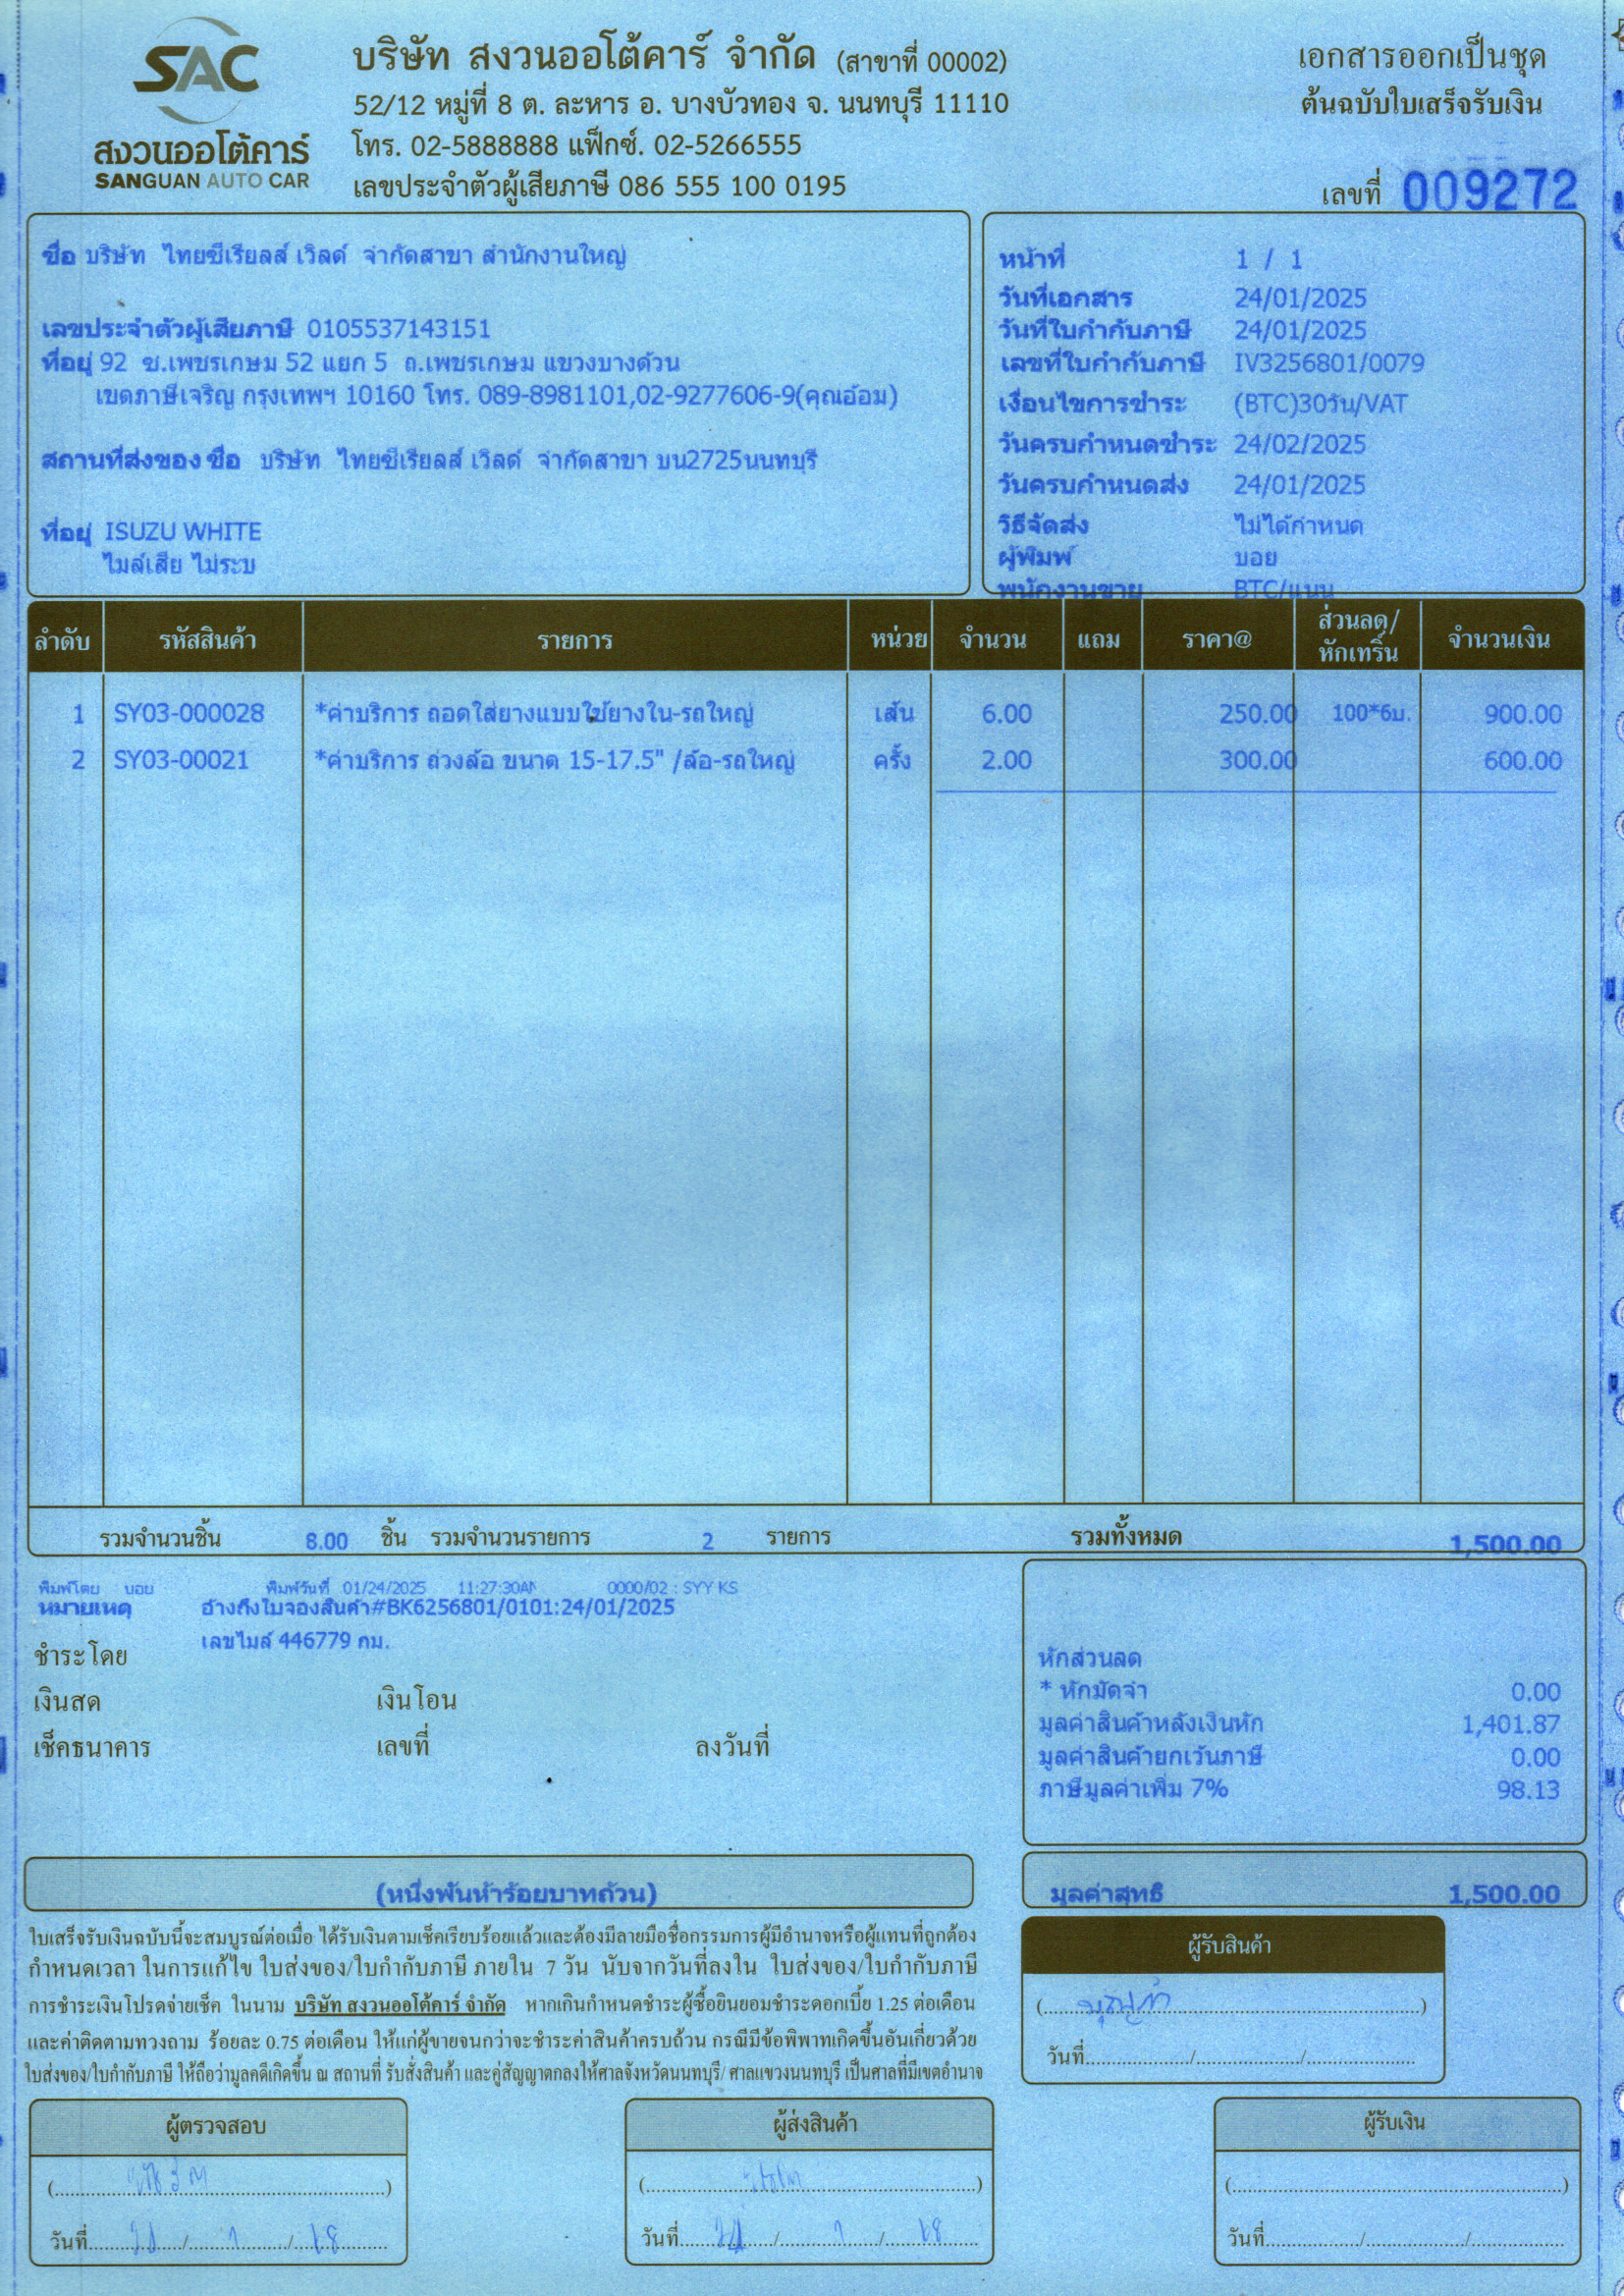 SAC
สงวนออโต้คาร์
SANGUAN AUTO CAR
บริษัท สงวนออโต้คาร์ จำกัด (สาขาที่ 00002)
52/12 หมู่ที่ 8 ต. ละหาร อ. บางบัวทอง จ. นนทบุรี 11110
โทร. 02-5888888 แฟ็กซ์. 02-5266555
เลขประจำตัวผู้เสียภาษี 086 555 100 0195
เอกสารออกเป็นชุด
ต้นฉบับใบเสร็จรับเงิน
เลขที่ 009272
ชื่อ บริษัท ไทยซีเรียลส์ เวิลด์ จำกัดสาขา สำนักงานใหญ่
เลขประจำตัวผู้เสียภาษี 0105537143151
ที่อยู่ 92 ซ.เพชรเกษม 52 แยก 5 ถ.เพชรเกษม แขวงบางด้วน
เขตภาษีเจริญ กรุงเทพฯ 10160 โทร. 089-8981101,02-9277606-9(คุณอ้อม)
สถานที่ส่งของ ชื่อ บริษัท ไทยซีเรียลส์ เวิลด์ จำกัดสาขา บน2725นนทบุรี
ที่อยู่ ISUZU WHITE
ไมล์เสีย ไม่ระบ
หน้าที่ 1 / 1
วันที่เอกสาร 24/01/2025
วันที่ใบกำกับภาษี 24/01/2025
เลขที่ใบกำกับภาษี IV3256801/0079
เงื่อนไขการชำระ (BTC)30วัน/VAT
วันครบกำหนดชำระ 24/02/2025
วันครบกำหนดส่ง 24/01/2025
วิธีจัดส่ง ไม่ได้กำหนด
ผู้พิมพ์ บอย
พนักงานขาย BTC/แนน
ลำดับ รหัสสินค้า รายการ หน่วย จำนวน แถม ราคา@ ส่วนลด/หักเทริ์น จำนวนเงิน
1 SY03-000028 *ค่าบริการ ถอดใส่ยางแบบใช้ยางใน-รถใหญ่ เส้น 6.00 250.00 100*6บ. 900.00
2 SY03-00021 *ค่าบริการ ถ่วงล้อ ขนาด 15-17.5" /ล้อ-รถใหญ่ ครั้ง 2.00 300.00 600.00
รวมจำนวนชิ้น 8.00 ชิ้น รวมจำนวนรายการ 2 รายการ รวมทั้งหมด 1,500.00
พิมพ์โดย บอย พิมพ์วันที่ 01/24/2025 11:27:30AM 0000/02 : SYY KS
หมายเหตุ อ้างถึงใบจองสินค้า#BK6256801/0101:24/01/2025
เลขไมล์ 446779 กม.
ชำระโดย
เงินสด เงินโอน
เช็คธนาคาร เลขที่ ลงวันที่
หักส่วนลด
* หักมัดจำ 0.00
มูลค่าสินค้าหลังเงินหัก 1,401.87
มูลค่าสินค้ายกเว้นภาษี 0.00
ภาษีมูลค่าเพิ่ม 7% 98.13
(หนึ่งพันห้าร้อยบาทถ้วน)
มูลค่าสุทธิ 1,500.00
ใบเสร็จรับเงินฉบับนี้จะสมบูรณ์ต่อเมื่อ ได้รับเงินตามเช็คเรียบร้อยแล้วและต้องมีลายมือชื่อกรรมการผู้มีอำนาจหรือผู้แทนที่ถูกต้อง
กำหนดเวลา ในการแก้ไข ใบส่งของ/ใบกำกับภาษี ภายใน 7 วัน นับจากวันที่ลงใน ใบส่งของ/ใบกำกับภาษี
การชำระเงินโปรดจ่ายเช็ค ในนาม บริษัท สงวนออโต้คาร์ จำกัด หากเกินกำหนดชำระผู้ซื้อยินยอมชำระดอกเบี้ย 1.25 ต่อเดือน
และค่าติดตามทวงถาม ร้อยละ 0.75 ต่อเดือน ให้แก่ผู้ขายจนกว่าจะชำระค่าสินค้าครบถ้วน กรณีมีข้อพิพาทเกิดขึ้นอันเกี่ยวด้วย
ใบส่งของ/ใบกำกับภาษี ให้ถือว่ามูลคดีเกิดขึ้น ณ สถานที่ รับสั่งสินค้า และคู่สัญญาตกลงให้ศาลจังหวัดนนทบุรี/ ศาลแขวงนนทบุรี เป็นศาลที่มีเขตอำนาจ
ผู้รับสินค้า
วันที่
ผู้ตรวจสอบ
วันที่
ผู้ส่งสินค้า
วันที่ 24 / 1 / 68
ผู้รับเงิน
วันที่